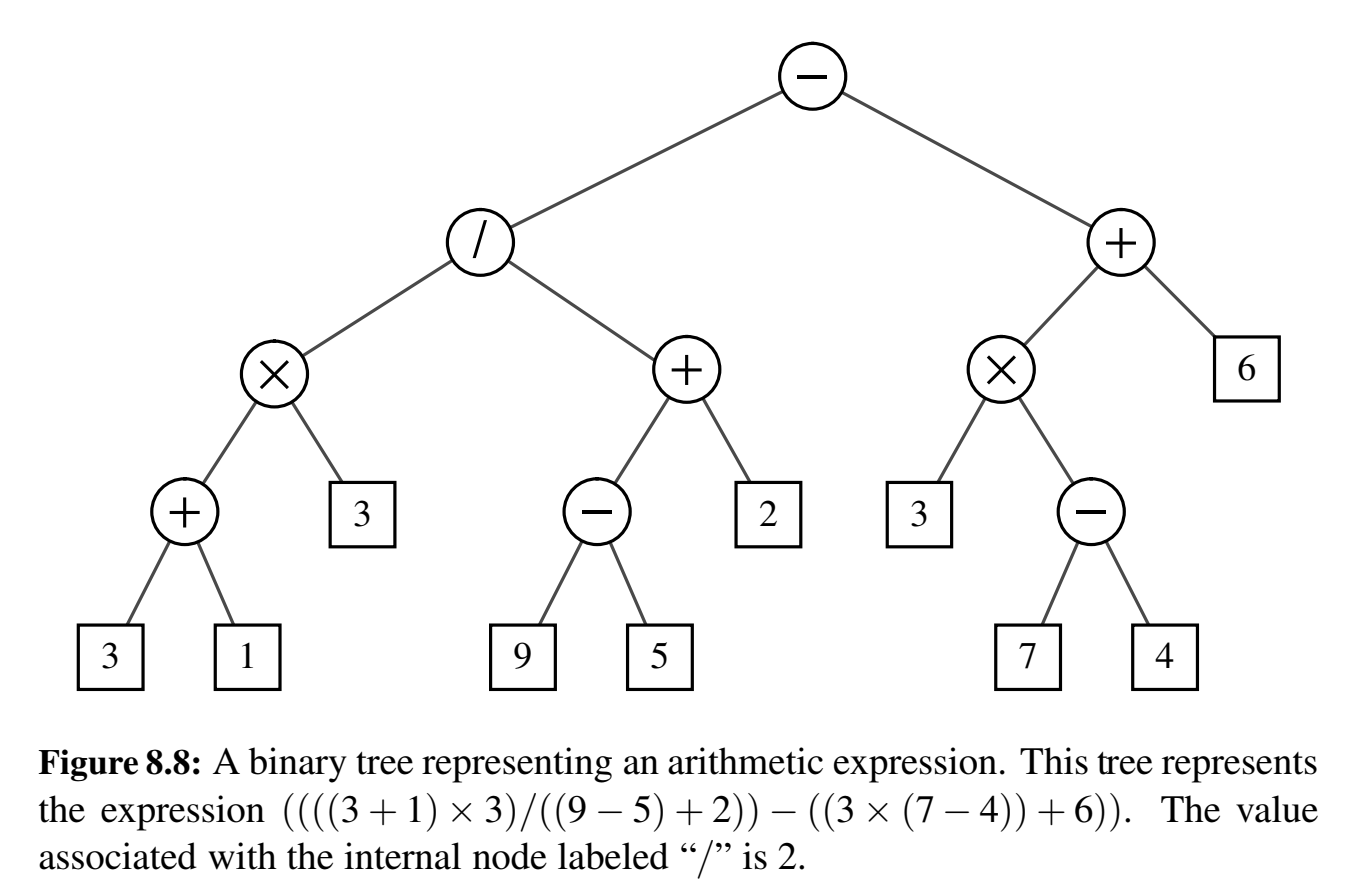 −
/ +
× + × 6
+ 3 − 2 3 −
3 1 9 5 7 4
Figure 8.8: A binary tree representing an arithmetic expression. This tree represents
the expression ((((3 + 1) × 3)/((9 − 5) + 2)) − ((3 × (7 − 4)) + 6)). The value
associated with the internal node labeled “/” is 2.